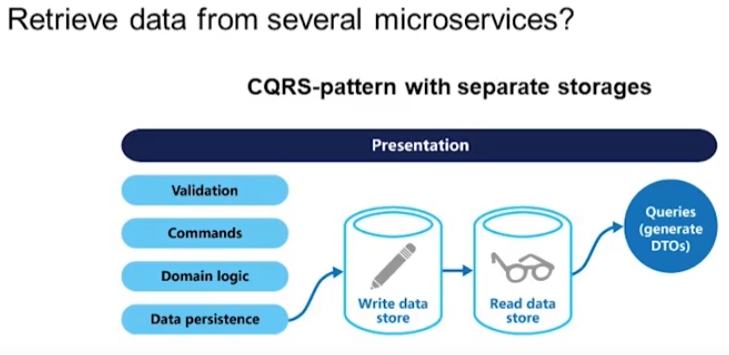 Retrieve data from several microservices?
CQRS-pattern with separate storages
Presentation
Validation
Commands
Domain logic
Data persistence
Write data
store
Read data
store
Queries
(generate
DTOs)